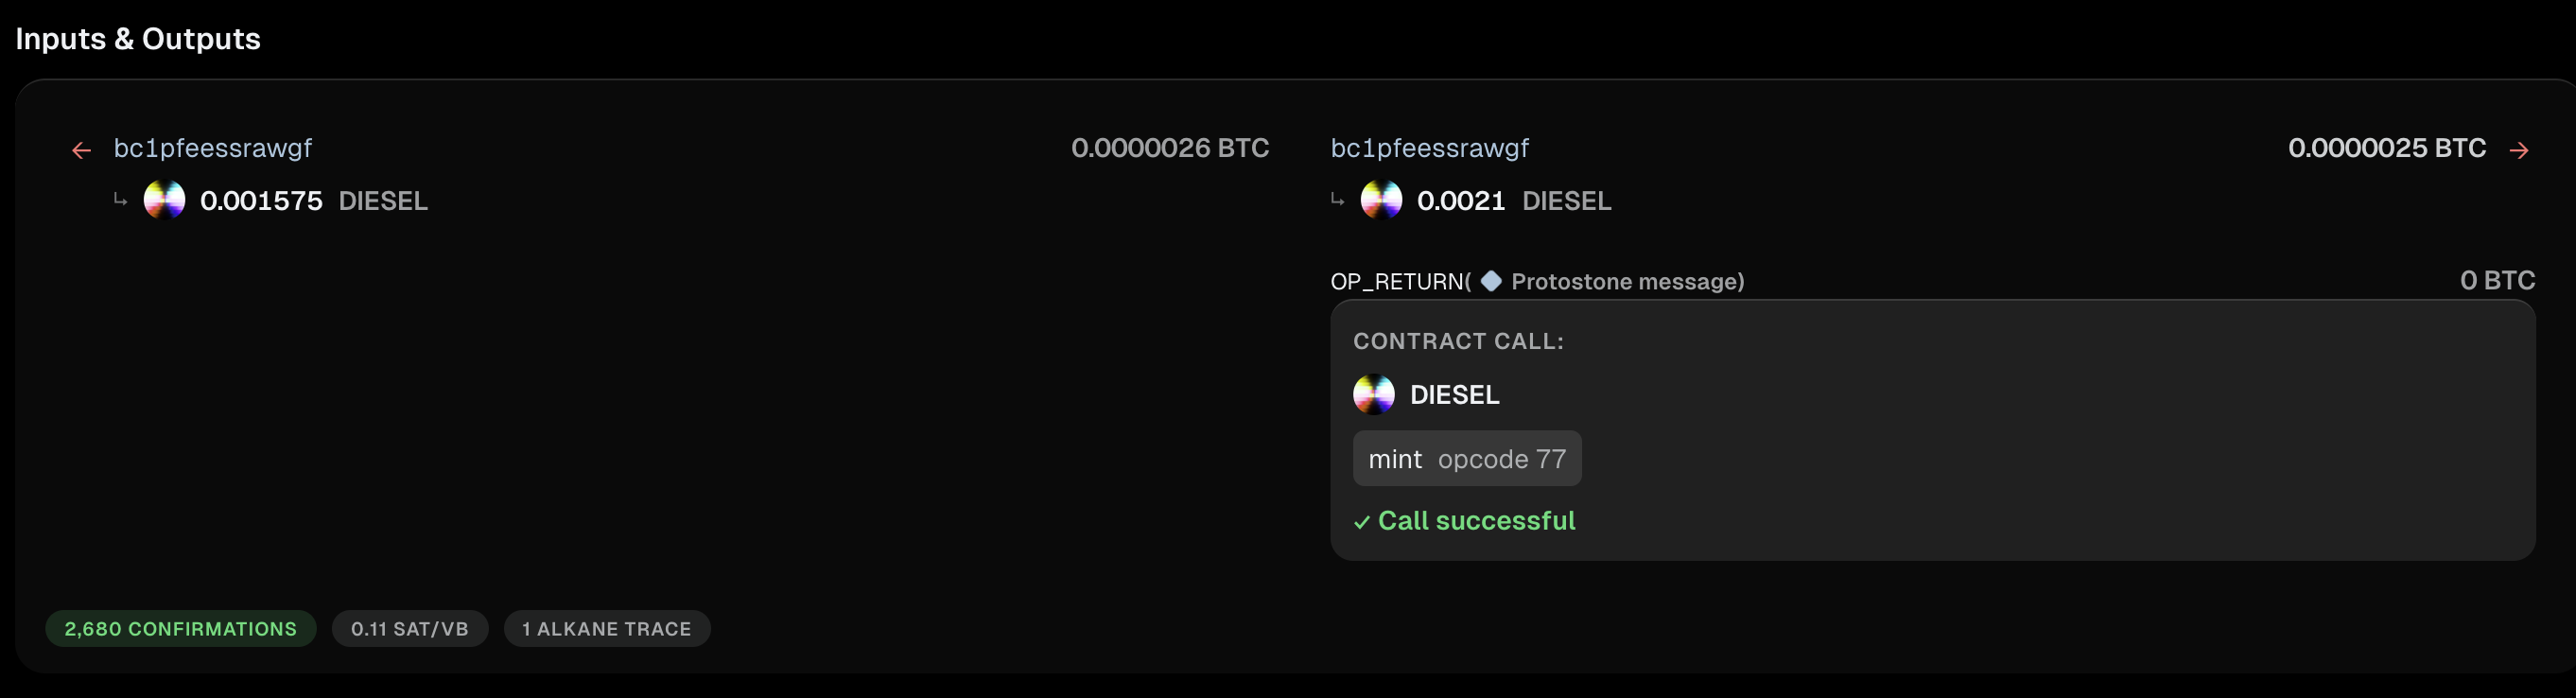 Inputs & Outputs
bc1pfeessrawgf
0.0000026 BTC
0.001575 DIESEL
bc1pfeessrawgf
0.0000025 BTC
0.0021 DIESEL
OP_RETURN( Protostone message)
0 BTC
CONTRACT CALL:
DIESEL
mint opcode 77
Call successful
2,680 CONFIRMATIONS
0.11 SAT/VB
1 ALKANE TRACE